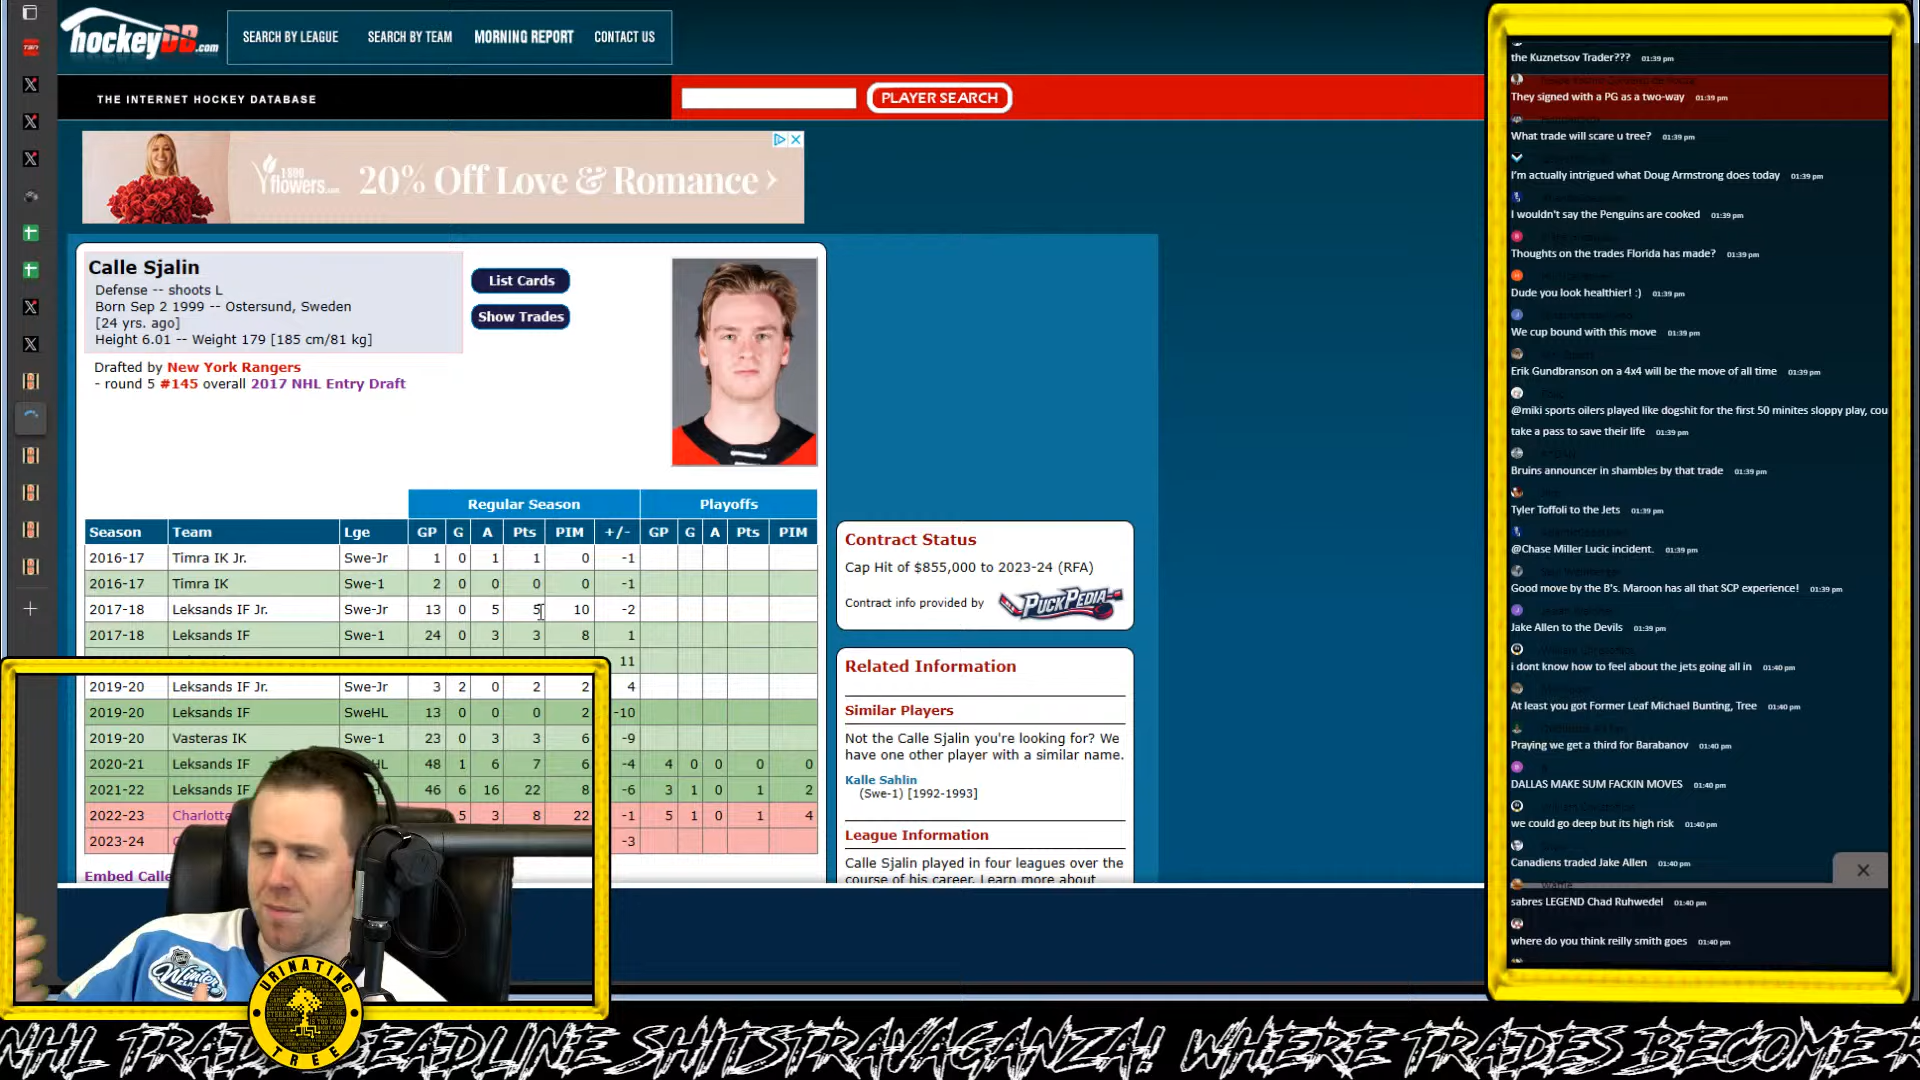 hockeyDB.com
SEARCH BY LEAGUE SEARCH BY TEAM MORNING REPORT CONTACT US
THE INTERNET HOCKEY DATABASE
PLAYER SEARCH
1-800 flowers.com 20% Off Love & Romance >
Calle Sjalin
Defense -- shoots L
Born Sep 2 1999 -- Ostersund, Sweden
[24 yrs. ago]
Height 6.01 -- Weight 179 [185 cm/81 kg]
List Cards
Show Trades
Drafted by New York Rangers
- round 5 #145 overall 2017 NHL Entry Draft
Regular Season Playoffs
Season Team Lge GP G A Pts PIM +/- GP G A Pts PIM
2016-17 Timra IK Jr. Swe-Jr 1 0 1 1 0 -1
2016-17 Timra IK Swe-1 2 0 0 0 0 -1
2017-18 Leksands IF Jr. Swe-Jr 13 0 5 5 10 -2
2017-18 Leksands IF Swe-1 24 0 3 3 8 1
11
2019-20 Leksands IF Jr. Swe-Jr 3 2 0 2 2 4
2019-20 Leksands IF SweHL 13 0 0 0 2 -10
2019-20 Vasteras IK Swe-1 23 0 3 3 6 -9
2020-21 Leksands IF HL 48 1 6 7 6 -4 4 0 0 0 0
2021-22 Leksands IF 46 6 16 22 8 -6 3 1 0 1 2
2022-23 Charlotte 5 3 8 22 -1 5 1 0 1 4
2023-24 -3
Embed Calle
Contract Status
Cap Hit of $855,000 to 2023-24 (RFA)
Contract info provided by PUCKPEDIA
Related Information
Similar Players
Not the Calle Sjalin you're looking for? We
have one other player with a similar name.
Kalle Sahlin
(Swe-1) [1992-1993]
League Information
Calle Sjalin played in four leagues over the
course of his career. Learn more about
the Kuznetsov Trader??? 01:39 pm
They signed with a PG as a two-way 01:39 pm
What trade will scare u tree? 01:39 pm
I'm actually intrigued what Doug Armstrong does today 01:39 pm
I wouldn't say the Penguins are cooked 01:39 pm
Thoughts on the trades Florida has made? 01:39 pm
Dude you look healthier! :) 01:39 pm
We cup bound with this move 01:39 pm
Erik Gundbranson on a 4x4 will be the move of all time 01:39 pm
@miki sports oilers played like dogshit for the first 50 minites sloppy play, cou
take a pass to save their life 01:39 pm
Bruins announcer in shambles by that trade 01:39 pm
Tyler Toffoli to the Jets 01:39 pm
@Chase Miller Lucic incident. 01:39 pm
Good move by the B's. Maroon has all that SCP experience! 01:39 pm
Jake Allen to the Devils 01:39 pm
i dont know how to feel about the jets going all in 01:40 pm
At least you got Former Leaf Michael Bunting, Tree 01:40 pm
Praying we get a third for Barabanov 01:40 pm
DALLAS MAKE SUM FACKIN MOVES 01:40 pm
we could go deep but its high risk 01:40 pm
Canadiens traded Jake Allen 01:40 pm
sabres LEGEND Chad Ruhwedel 01:40 pm
where do you think reilly smith goes 01:40 pm
Winter
URINATING
TREE
NHL TRADE DEADLINE SHITSTRAVAGANZA! WHERE TRADES BECOME R